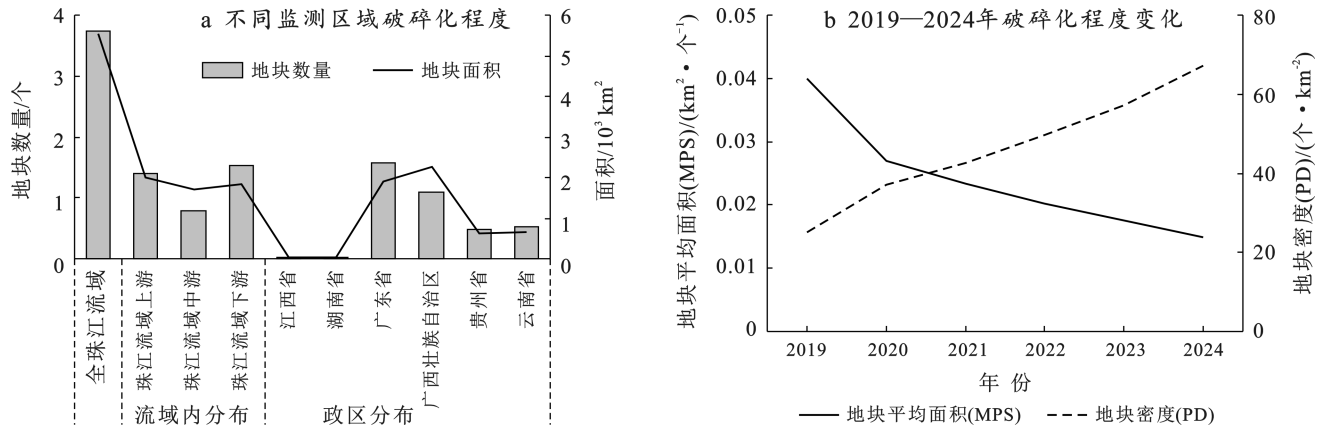 a 不同监测区域破碎化程度
地块数量
地块面积
地块数量/个
4
3
2
1
0
面积/10³ km²
6
5
4
3
2
1
0
全珠江流域
珠江流域上游
珠江流域中游
珠江流域下游
江西省
湖南省
广东省
广西壮族自治区
贵州省
云南省
流域内分布
政区分布
b 2019—2024年破碎化程度变化
地块平均面积(MPS)/(km²·个⁻¹)
0.05
0.04
0.03
0.02
0.01
0
地块密度(PD)/(个·km⁻²)
80
60
40
20
0
2019
2020
2021
2022
2023
2024
年 份
地块平均面积(MPS)
地块密度(PD)